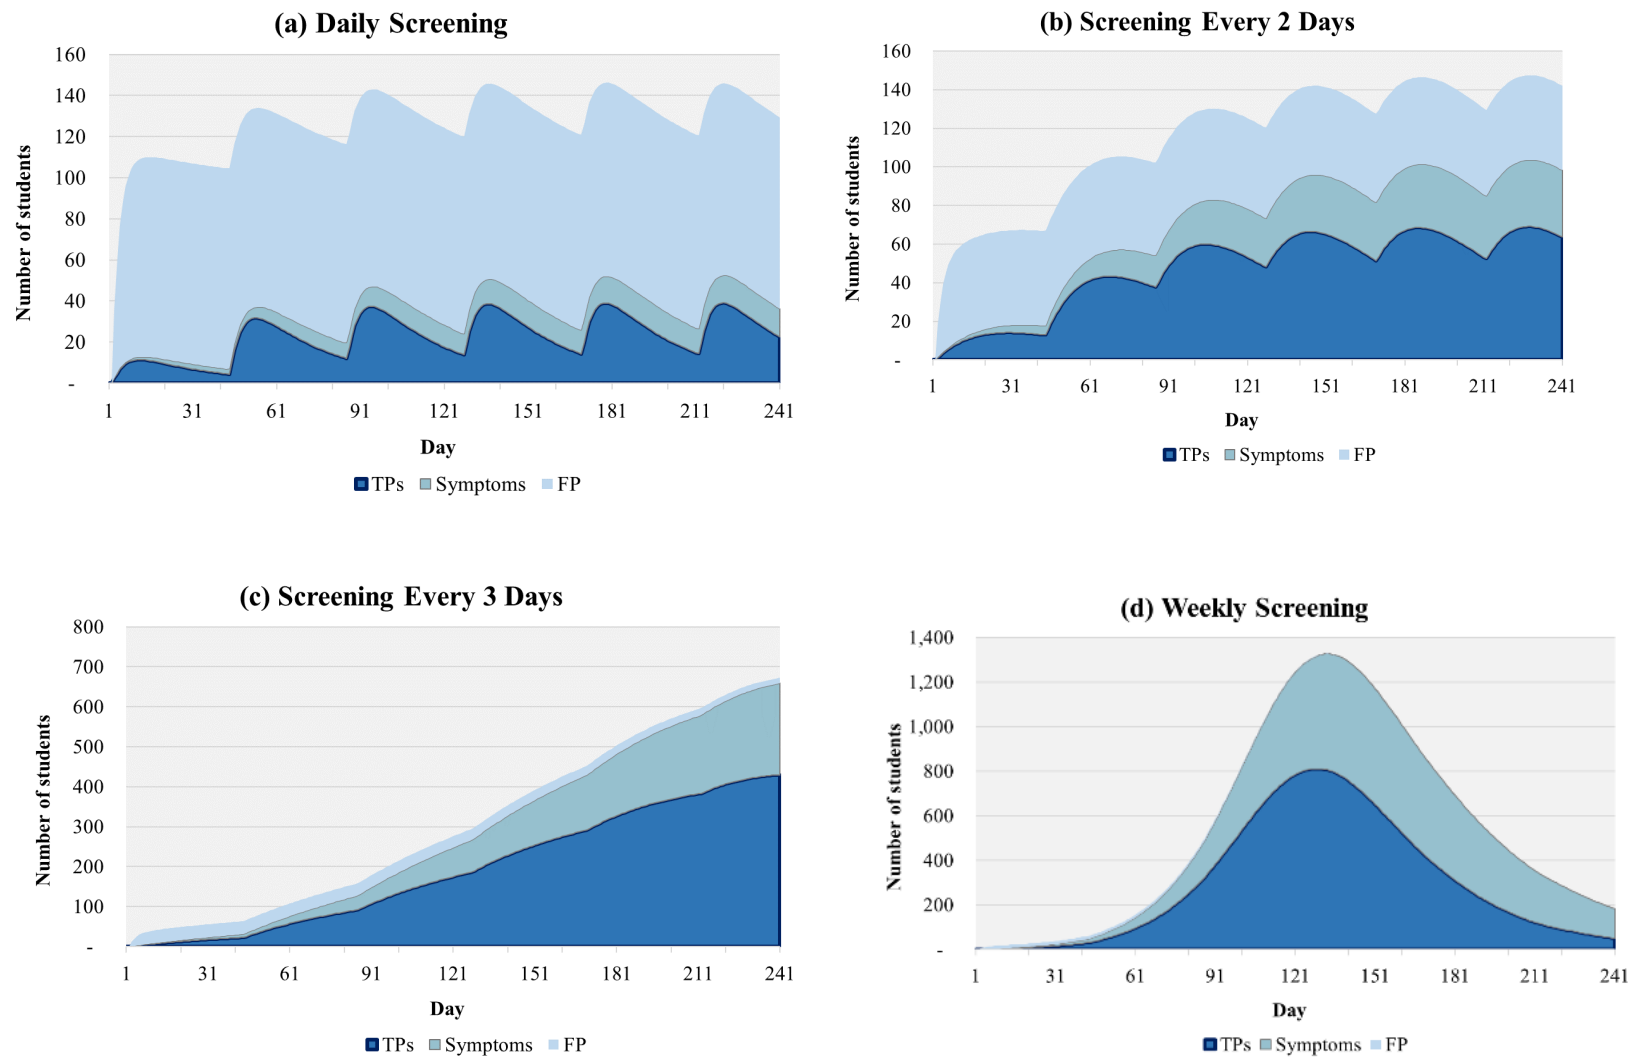 (a) Daily Screening
160
140
120
100
80
60
40
20
-
Number of students
1 31 61 91 121 151 181 211 241
Day
TPs Symptoms FP
(b) Screening Every 2 Days
160
140
120
100
80
60
40
20
-
Number of students
1 31 61 91 121 151 181 211 241
Day
TPs Symptoms FP
(c) Screening Every 3 Days
800
700
600
500
400
300
200
100
-
Number of students
1 31 61 91 121 151 181 211 241
Day
TPs Symptoms FP
(d) Weekly Screening
1,400
1,200
1,000
800
600
400
200
-
Number of students
1 31 61 91 121 151 181 211 241
Day
TPs Symptoms FP